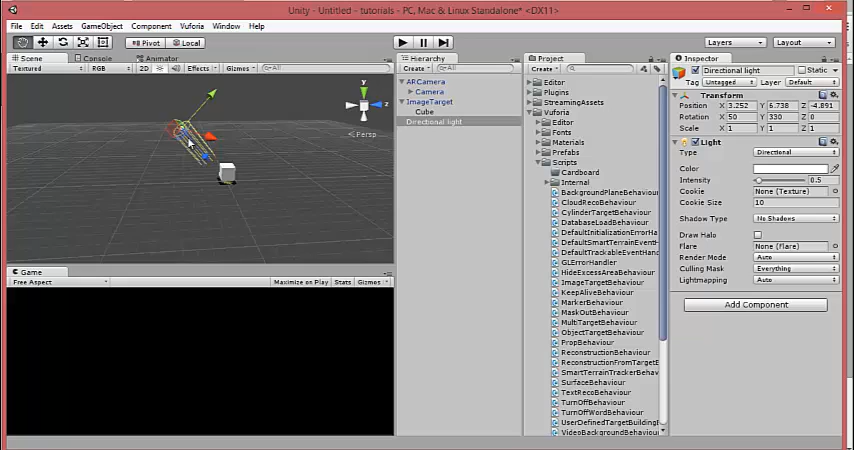 Unity - Untitled - tutorials - PC, Mac & Linux Standalone* <DX11>
File Edit Assets GameObject Component Vuforia Window Help
Pivot Local Layers Layout
Scene Console Animator
Textured RGB 2D Effects Gizmos All
y
z
Persp
Game
Free Aspect Maximize on Play Stats Gizmos
Hierarchy
Create All
ARCamera
Camera
ImageTarget
Cube
Directional light
Project
Create
Editor
Plugins
StreamingAssets
Vuforia
Editor
Fonts
Materials
Prefabs
Scripts
Cardboard
Internal
BackgroundPlaneBehaviour
CloudRecoBehaviour
CylinderTargetBehaviour
DatabaseLoadBehaviour
DefaultInitializationErrorHa
DefaultSmartTerrainEventH
DefaultTrackableEventHand
GLErrorHandler
HideExcessAreaBehaviour
ImageTargetBehaviour
KeepAliveBehaviour
MarkerBehaviour
MaskOutBehaviour
MultiTargetBehaviour
ObjectTargetBehaviour
PropBehaviour
ReconstructionBehaviour
ReconstructionFromTargetB
SmartTerrainTrackerBehav
SurfaceBehaviour
TextRecoBehaviour
TurnOffBehaviour
TurnOffWordBehaviour
UserDefinedTargetBuilding
VideoBackgroundBehaviour
Inspector
Directional light Static
Tag Untagged Layer Default
Transform
Position X 3.252 Y 6.738 Z -4.891
Rotation X 50 Y 330 Z 0
Scale X 1 Y 1 Z 1
Light
Type Directional
Color
Intensity 0.5
Cookie None (Texture)
Cookie Size 10
Shadow Type No Shadows
Draw Halo
Flare None (Flare)
Render Mode Auto
Culling Mask Everything
Lightmapping Auto
Add Component